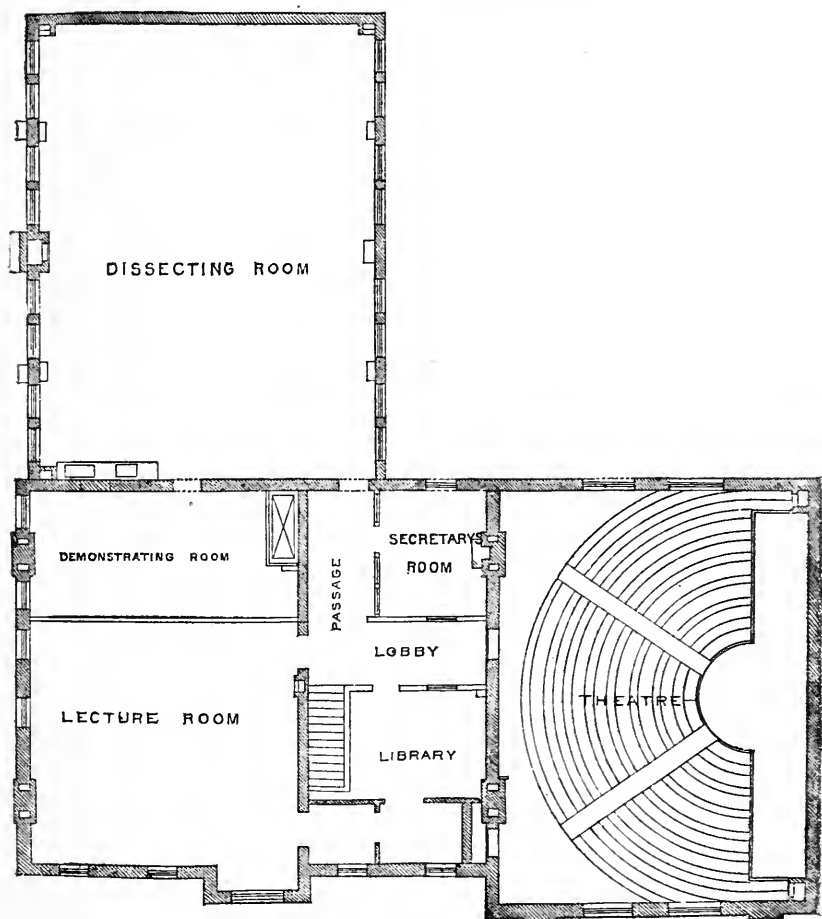 DISSECTING ROOM
DEMONSTRATING ROOM
SECRETARYS
ROOM
PASSAGE
LOBBY
LECTURE ROOM
THEATRE
LIBRARY